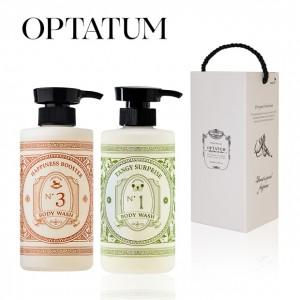 OPTATUM
HAPPINESS BOOSTER
N° 3
BODY WASH
TANGY SURPRISE
N° 1
BODY WASH
OPTATUM